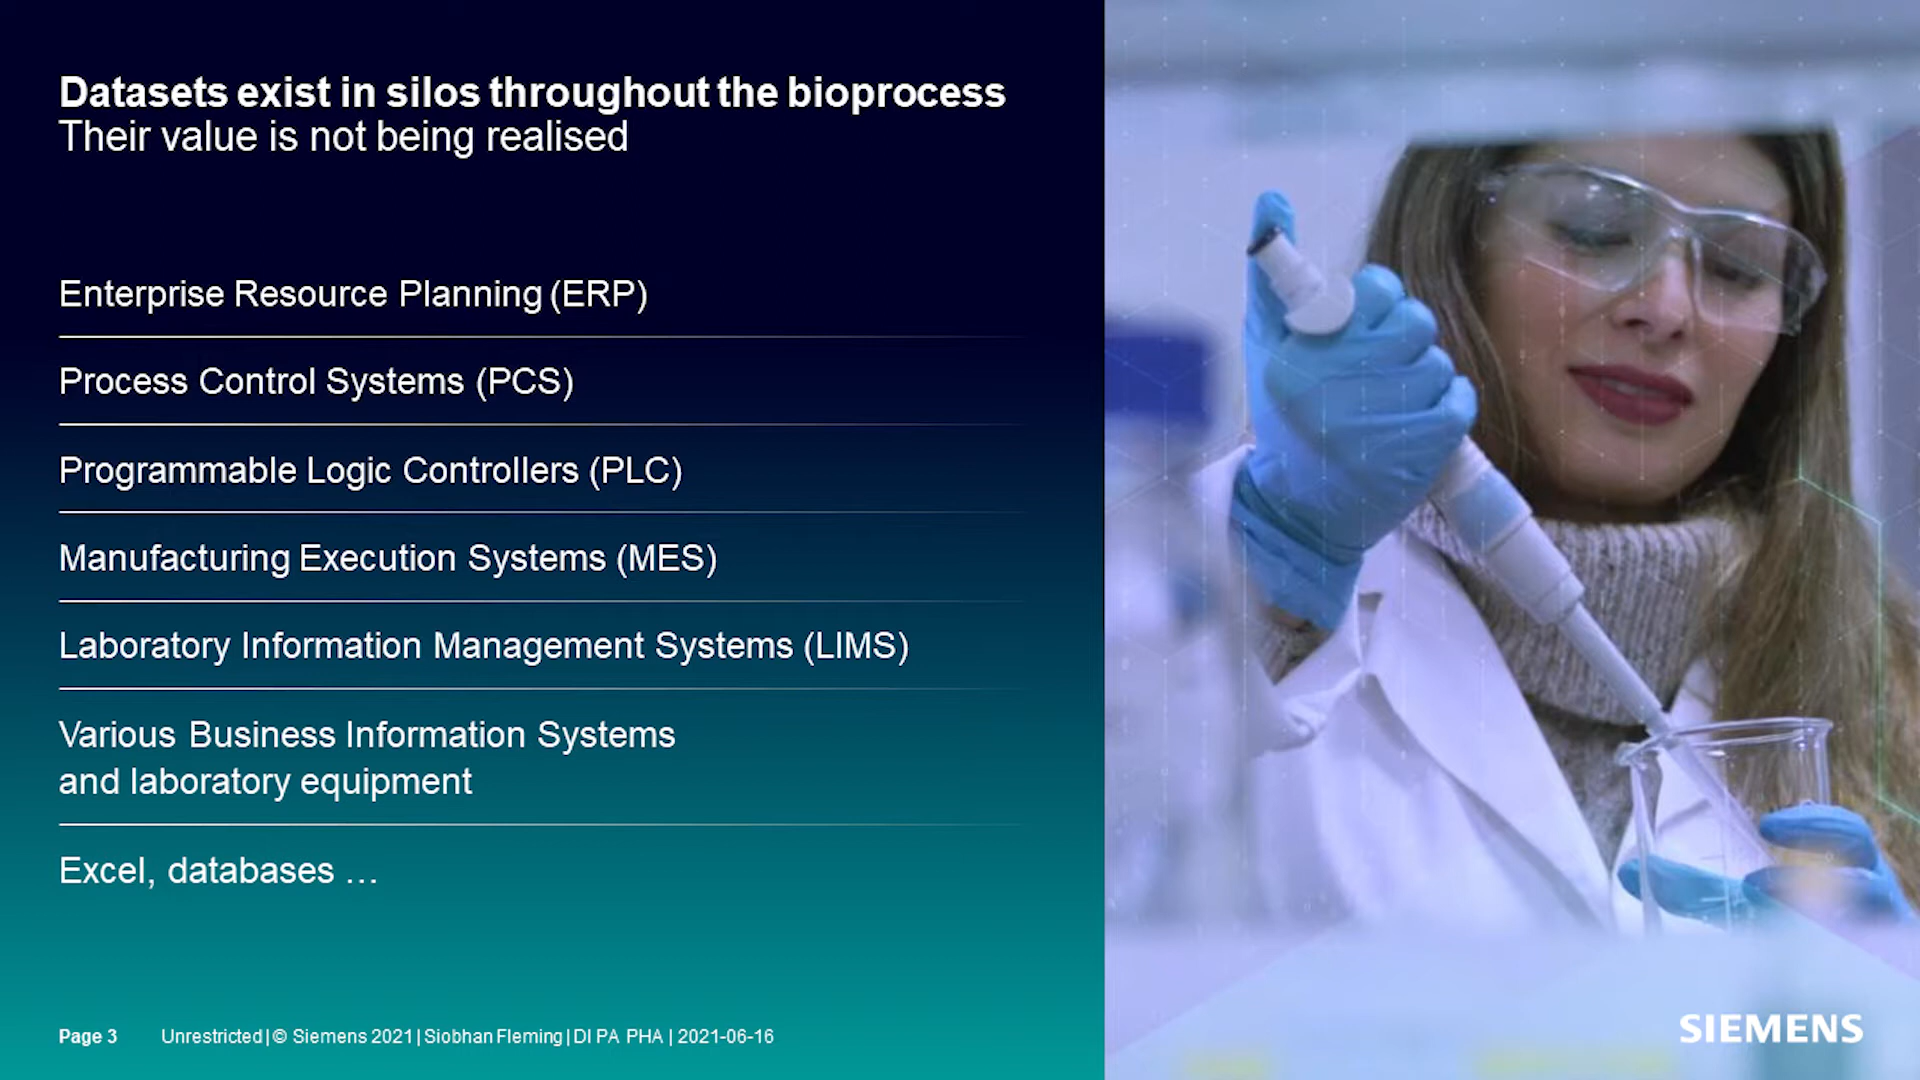 Datasets exist in silos throughout the bioprocess
Their value is not being realised
Enterprise Resource Planning (ERP)
Process Control Systems (PCS)
Programmable Logic Controllers (PLC)
Manufacturing Execution Systems (MES)
Laboratory Information Management Systems (LIMS)
Various Business Information Systems
and laboratory equipment
Excel, databases …
Page 3 Unrestricted | © Siemens 2021 | Siobhan Fleming | DI PA PHA | 2021-06-16
SIEMENS